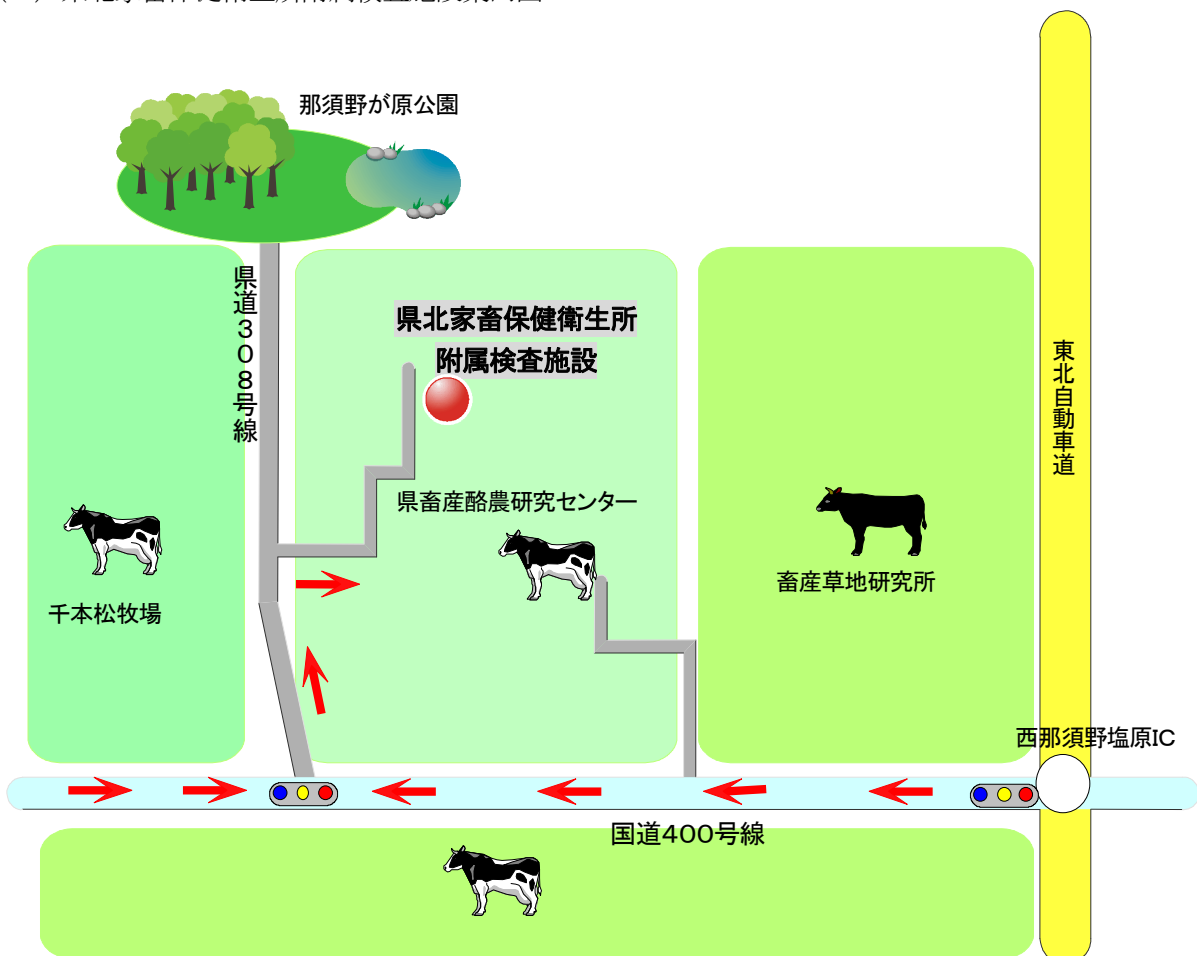 那須野が原公園
県道308号線
県北家畜保健衛生所
附属検査施設
東北自動車道
県畜産酪農研究センター
畜産草地研究所
千本松牧場
西那須野塩原IC
国道400号線